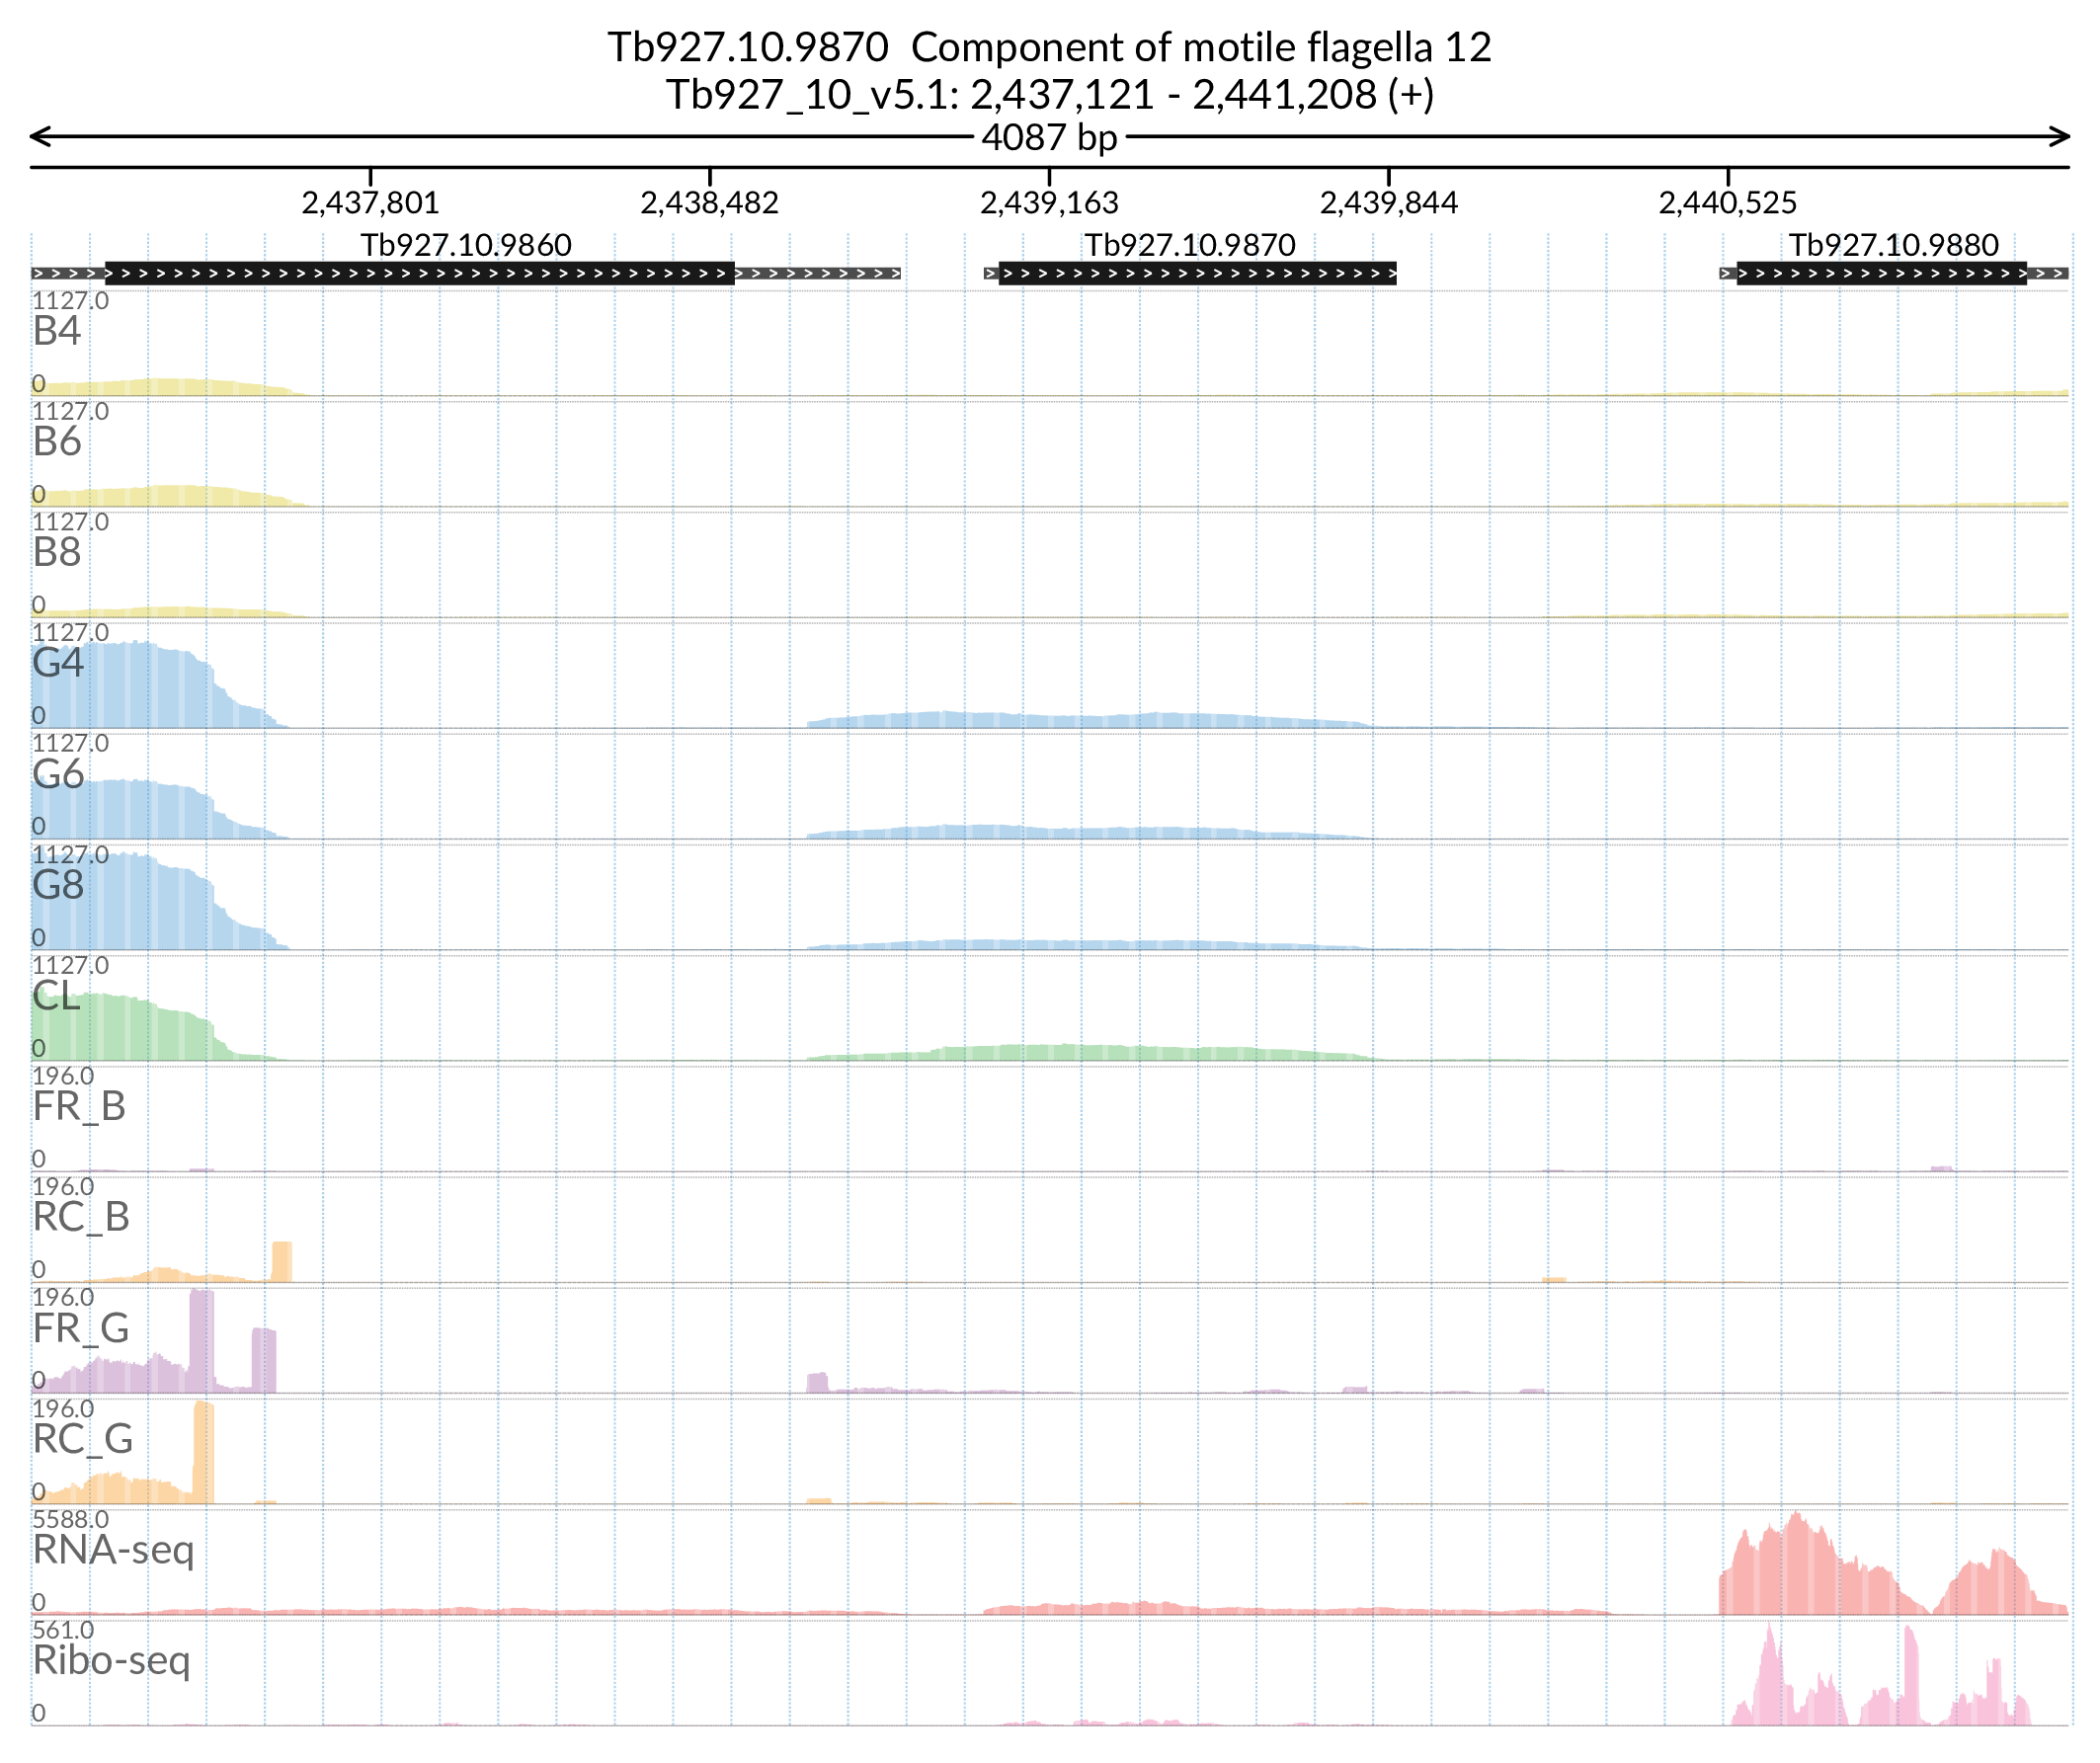 Tb927.10.9870 Component of motile flagella 12
Tb927_10_v5.1: 2,437,121 - 2,441,208 (+)
4087 bp
2,437,801 2,438,482 2,439,163 2,439,844 2,440,525
Tb927.10.9860 Tb927.10.9870 Tb927.10.9880
1127.0
B4
0
1127.0
B6
0
1127.0
B8
0
1127.0
G4
0
1127.0
G6
0
1127.0
G8
0
1127.0
CL
0
196.0
FR_B
0
196.0
RC_B
0
196.0
FR_G
0
196.0
RC_G
0
5588.0
RNA-seq
0
561.0
Ribo-seq
0